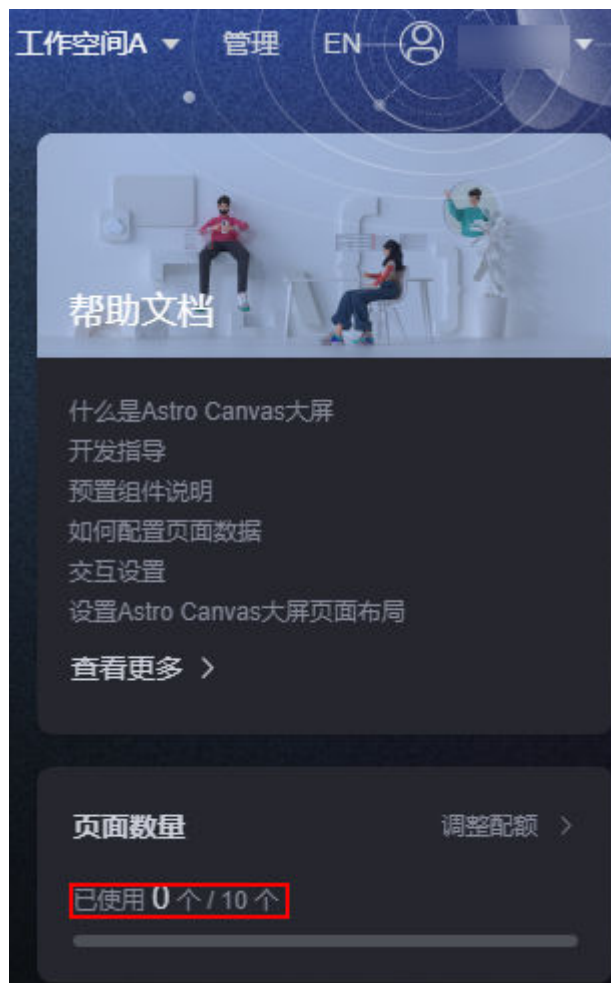 工作空间A 管理 EN
帮助文档
什么是Astro Canvas大屏
开发指导
预置组件说明
如何配置页面数据
交互设置
设置Astro Canvas大屏页面布局
查看更多 >
页面数量 调整配额 >
已使用 0 个 / 10 个